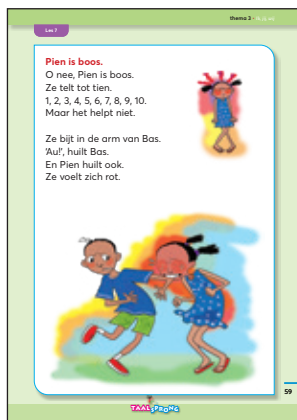 thema 3 -
Les 7
Pien is boos.
O nee, Pien is boos.
Ze telt tot tien.
1, 2, 3, 4, 5, 6, 7, 8, 9, 10.
Maar het helpt niet.
Ze bijt in de arm van Bas.
‘Au!’, huilt Bas.
En Pien huilt ook.
Ze voelt zich rot.
59
TAALSPRONG